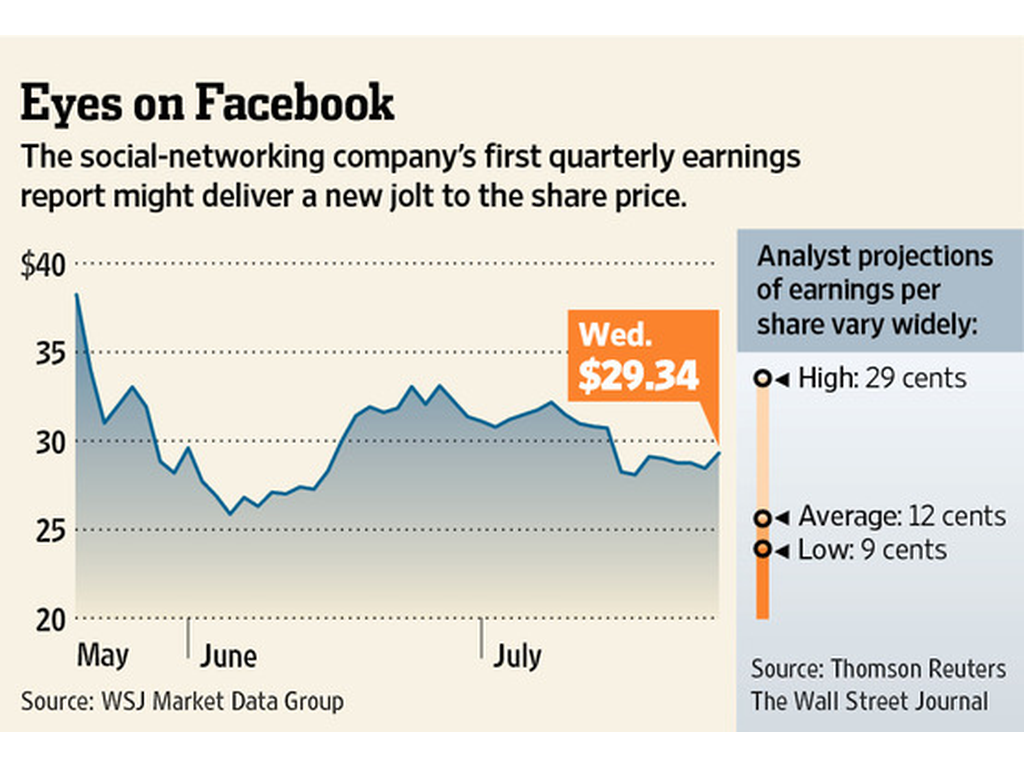 Eyes on Facebook
The social-networking company's first quarterly earnings
report might deliver a new jolt to the share price.
$40
35
30
25
20
Wed.
$29.34
May
June
July
Source: WSJ Market Data Group
Analyst projections
of earnings per
share vary widely:
High: 29 cents
Average: 12 cents
Low: 9 cents
Source: Thomson Reuters
The Wall Street Journal